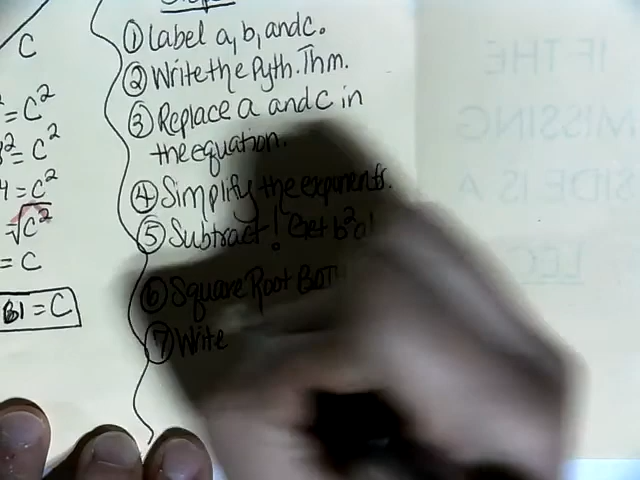 Steps
C
① Label a, b, and c.
② Write the Pyth. Thm.
= C²
③ Replace a and c in
the equation.
² = C²
④ Simplify the exponents.
4 = C²
⑤ Subtract! Get b²
= √C²
= C
⑥ Square Root
= C
⑦ Write
IF THE
MISSING
SIDE IS A
LEG